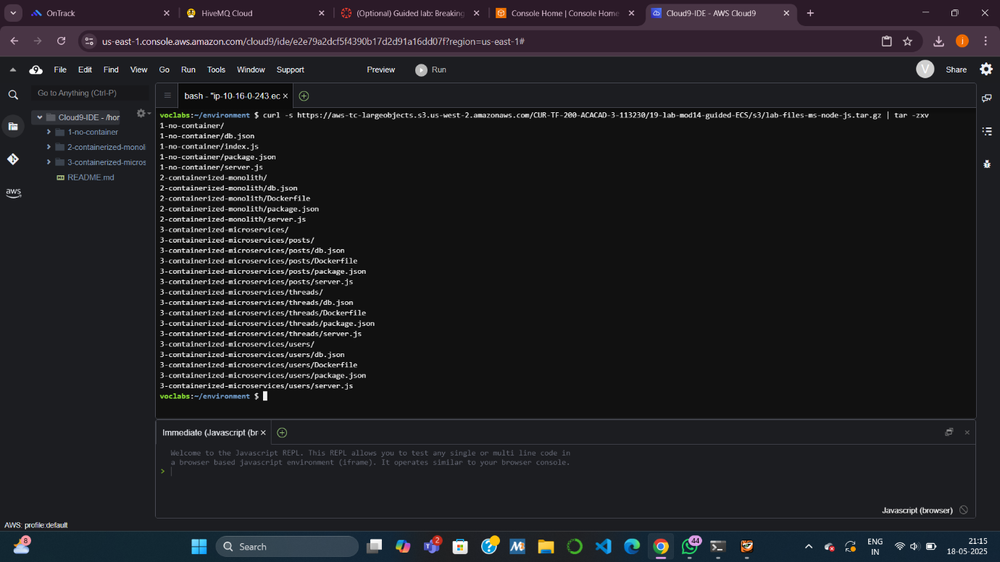 OnTrack
HiveMQ Cloud
(Optional) Guided lab: Breaking
Console Home | Console Home
Cloud9-IDE - AWS Cloud9
us-east-1.console.aws.amazon.com/cloud9/ide/e2e79a2dcf5f4390b17d2d91a16dd07f?region=us-east-1#
j
9 File Edit Find View Go Run Tools Window Support Preview Run V Share
Go to Anything (Ctrl-P)
bash - "ip-10-16-0-243.ec
Cloud9-IDE - /hor
1-no-container
2-containerized-monoli
3-containerized-micros
README.md
aws
voclabs:~/environment $ curl -s https://aws-tc-largeobjects.s3.us-west-2.amazonaws.com/CUR-TF-200-ACACAD-3-113230/19-lab-mod14-guided-ECS/s3/lab-files-ms-node-js.tar.gz | tar -zxv
1-no-container/
1-no-container/db.json
1-no-container/index.js
1-no-container/package.json
1-no-container/server.js
2-containerized-monolith/
2-containerized-monolith/db.json
2-containerized-monolith/Dockerfile
2-containerized-monolith/package.json
2-containerized-monolith/server.js
3-containerized-microservices/
3-containerized-microservices/posts/
3-containerized-microservices/posts/db.json
3-containerized-microservices/posts/Dockerfile
3-containerized-microservices/posts/package.json
3-containerized-microservices/posts/server.js
3-containerized-microservices/threads/
3-containerized-microservices/threads/db.json
3-containerized-microservices/threads/Dockerfile
3-containerized-microservices/threads/package.json
3-containerized-microservices/threads/server.js
3-containerized-microservices/users/
3-containerized-microservices/users/db.json
3-containerized-microservices/users/Dockerfile
3-containerized-microservices/users/package.json
3-containerized-microservices/users/server.js
voclabs:~/environment $
Immediate (Javascript (br
Welcome to the Javascript REPL. This REPL allows you to test any single or multi line code in
a browser based javascript environment (iframe). It operates similar to your browser console.
>
Javascript (browser)
AWS: profile:default
8
Search
2
44
ENG
IN
21:15
18-05-2025